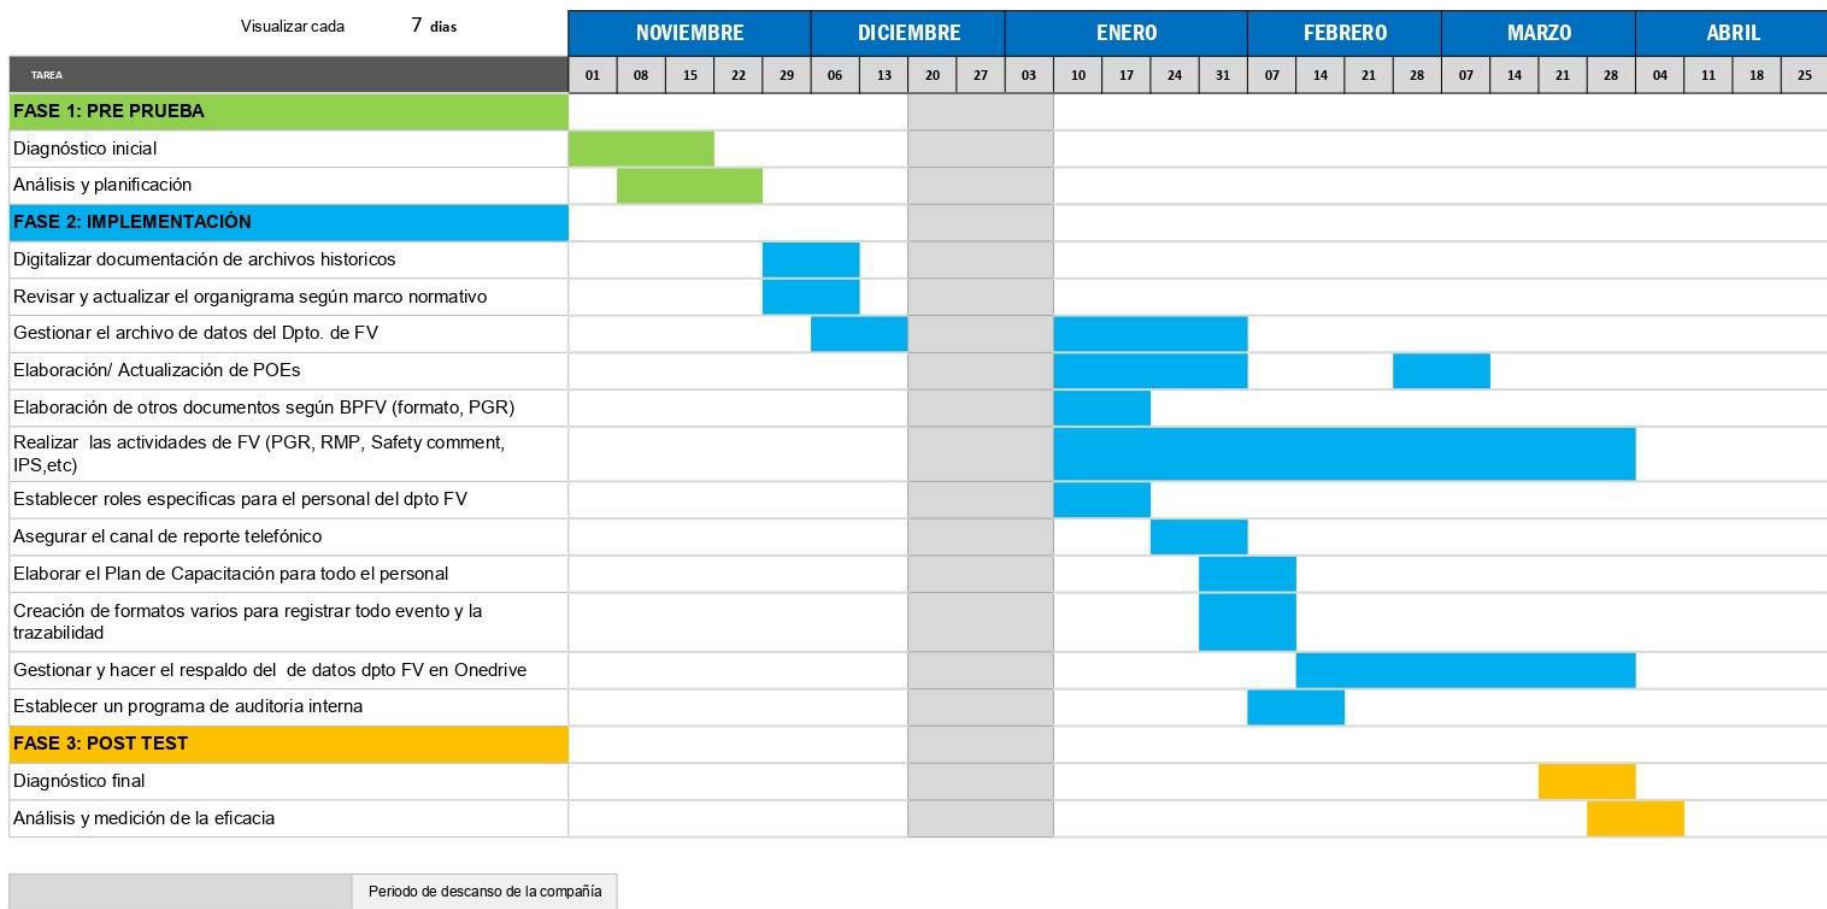 Visualizar cada 7 dias
NOVIEMBRE DICIEMBRE ENERO FEBRERO MARZO ABRIL
TAREA 01 08 15 22 29 06 13 20 27 03 10 17 24 31 07 14 21 28 07 14 21 28 04 11 18 25
FASE 1: PRE PRUEBA
Diagnóstico inicial
Análisis y planificación
FASE 2: IMPLEMENTACIÓN
Digitalizar documentación de archivos historicos
Revisar y actualizar el organigrama según marco normativo
Gestionar el archivo de datos del Dpto. de FV
Elaboración/ Actualización de POEs
Elaboración de otros documentos según BPFV (formato, PGR)
Realizar las actividades de FV (PGR, RMP, Safety comment,
IPS,etc)
Establecer roles especificas para el personal del dpto FV
Asegurar el canal de reporte telefónico
Elaborar el Plan de Capacitación para todo el personal
Creación de formatos varios para registrar todo evento y la
trazabilidad
Gestionar y hacer el respaldo del de datos dpto FV en Onedrive
Establecer un programa de auditoria interna
FASE 3: POST TEST
Diagnóstico final
Análisis y medición de la eficacia
Periodo de descanso de la compañía